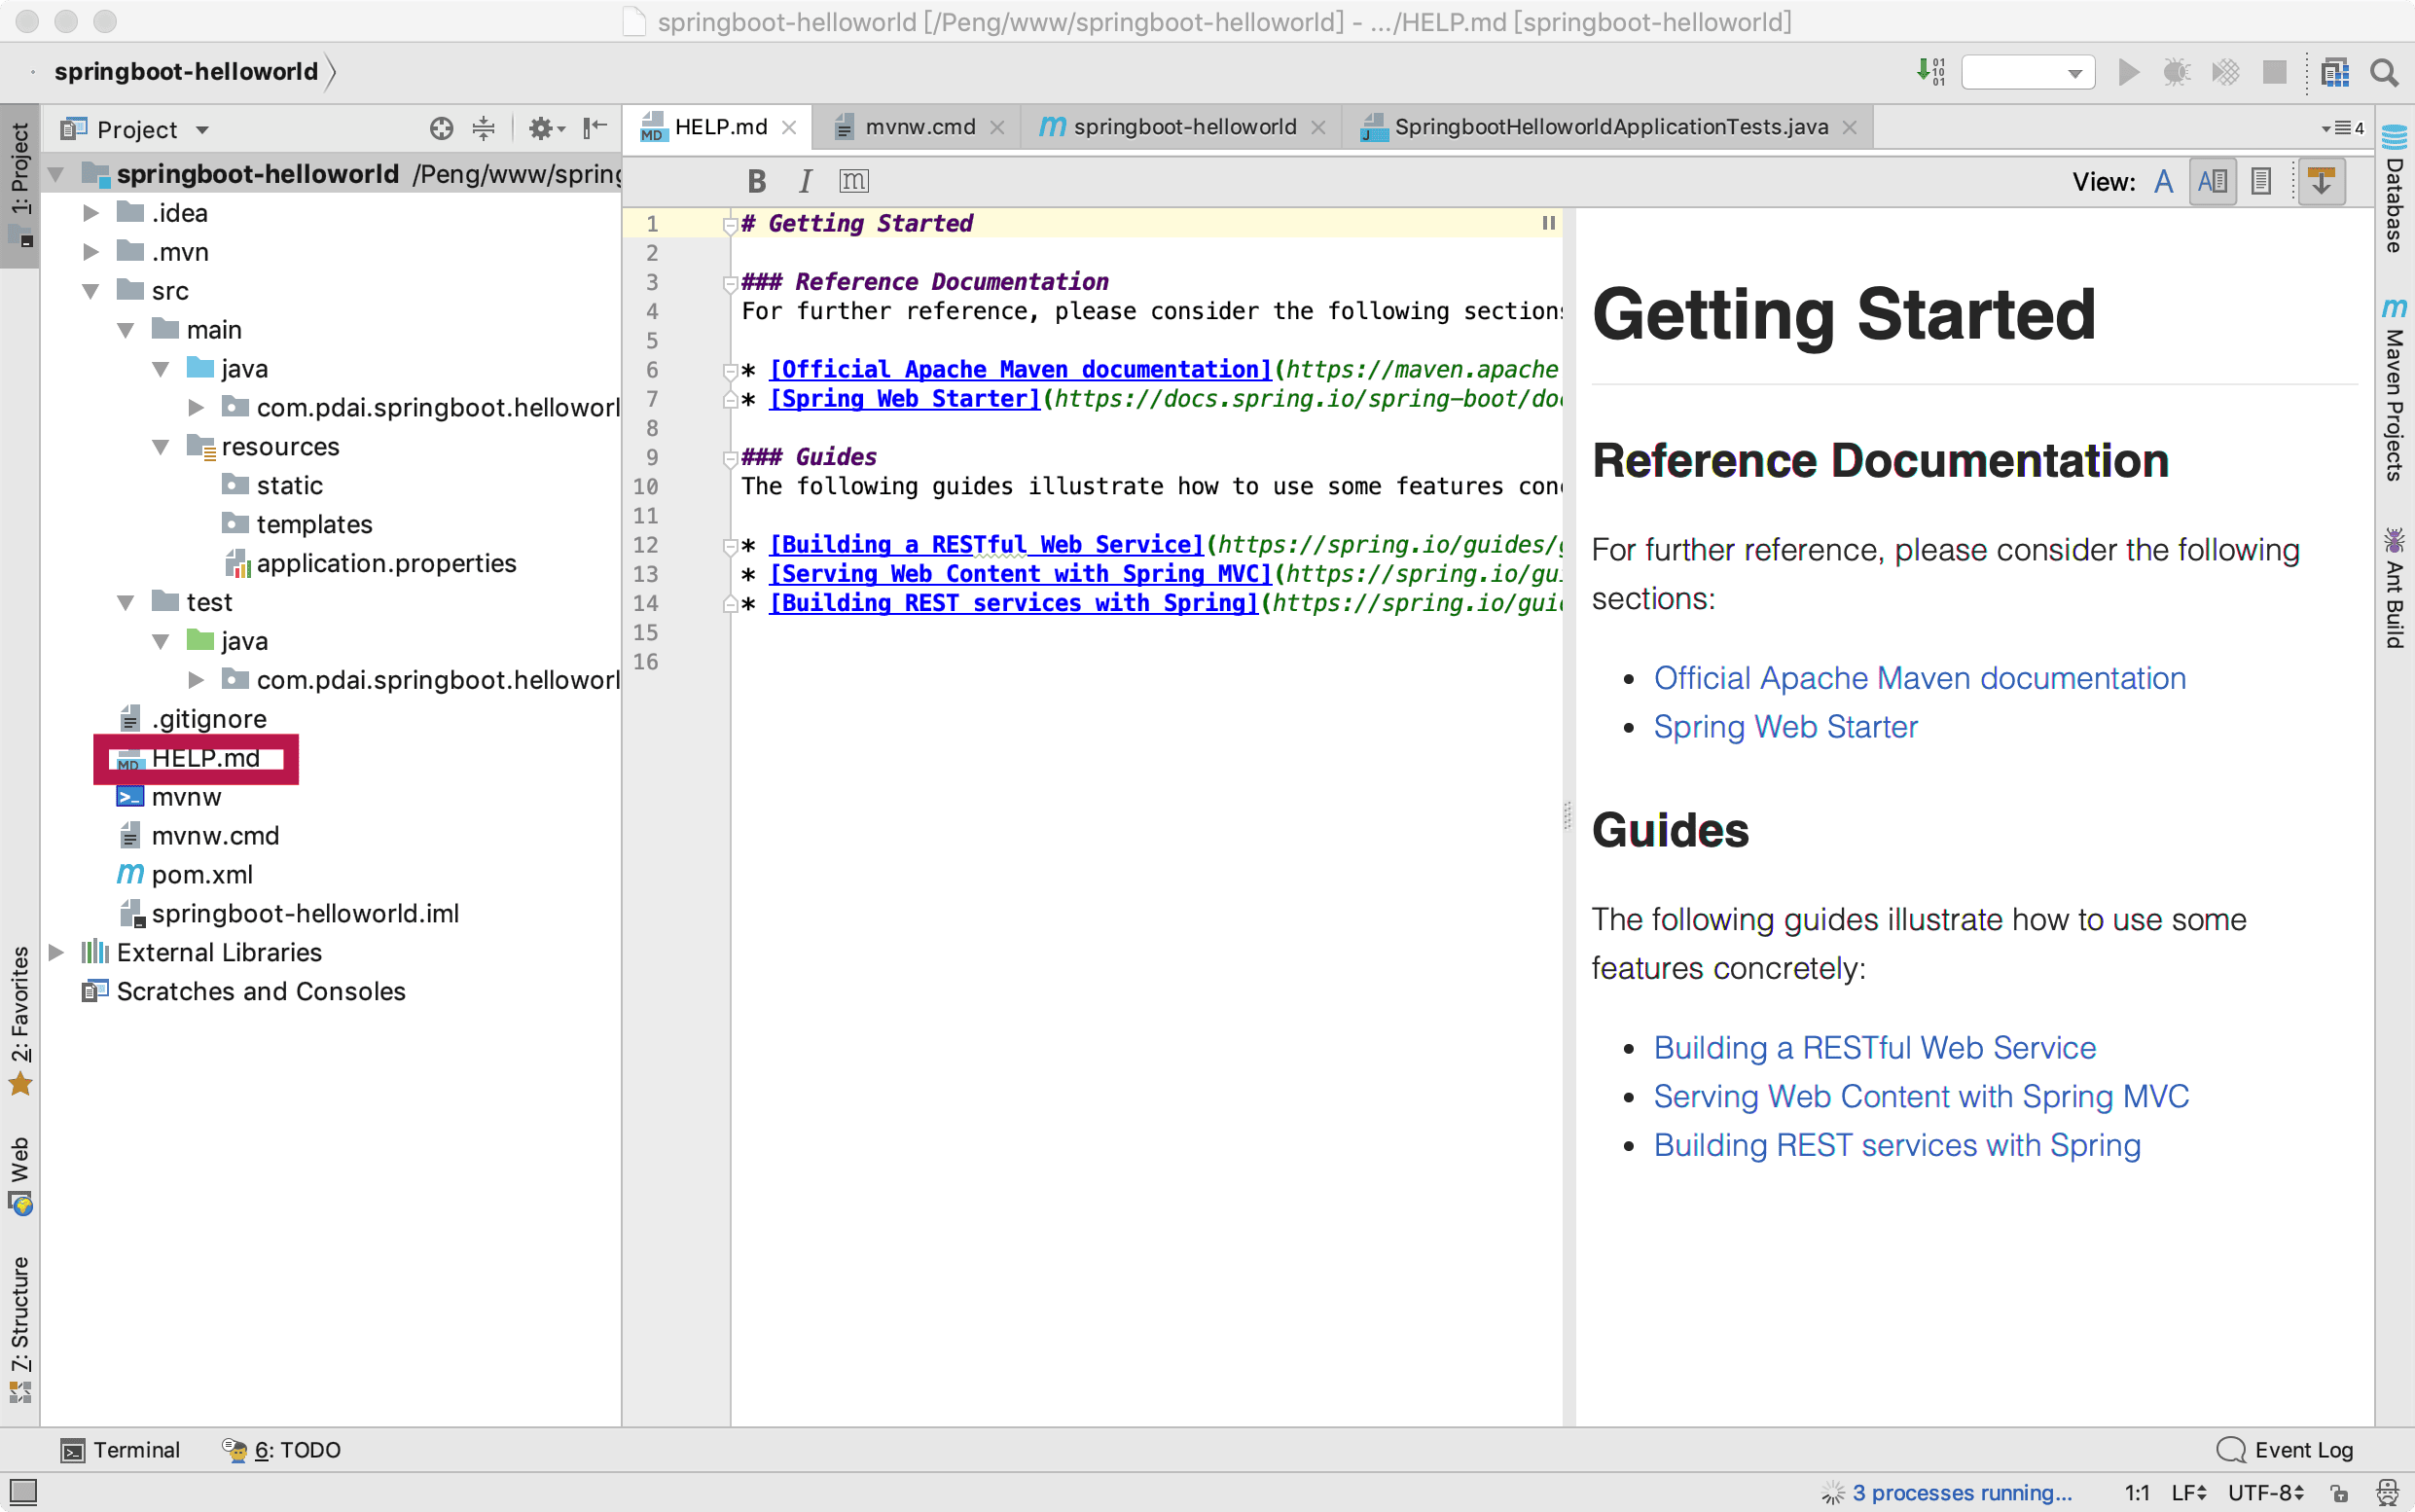 springboot-helloworld [/Peng/www/springboot-helloworld] - .../HELP.md [springboot-helloworld]
springboot-helloworld
Project
HELP.md
mvnw.cmd
springboot-helloworld
SpringbootHelloworldApplicationTests.java
4
1: Project
springboot-helloworld /Peng/www/spring
.idea
.mvn
src
main
java
com.pdai.springboot.helloworl
resources
static
templates
application.properties
test
java
com.pdai.springboot.helloworl
.gitignore
MD HELP.md
mvnw
mvnw.cmd
m pom.xml
springboot-helloworld.iml
External Libraries
Scratches and Consoles
2: Favorites
Web
7: Structure
B I m
View: A
1 # Getting Started
2
3 ### Reference Documentation
4 For further reference, please consider the following sections
5
6 * [Official Apache Maven documentation](https://maven.apache
7 * [Spring Web Starter](https://docs.spring.io/spring-boot/do
8
9 ### Guides
10 The following guides illustrate how to use some features con
11
12 * [Building a RESTful Web Service](https://spring.io/guides/g
13 * [Serving Web Content with Spring MVC](https://spring.io/gui
14 * [Building REST services with Spring](https://spring.io/guid
15
16
Getting Started
Reference Documentation
For further reference, please consider the following
sections:
• Official Apache Maven documentation
• Spring Web Starter
Guides
The following guides illustrate how to use some
features concretely:
• Building a RESTful Web Service
• Serving Web Content with Spring MVC
• Building REST services with Spring
Database
m Maven Projects
Ant Build
Terminal
6: TODO
Event Log
3 processes running...
1:1 LF UTF-8